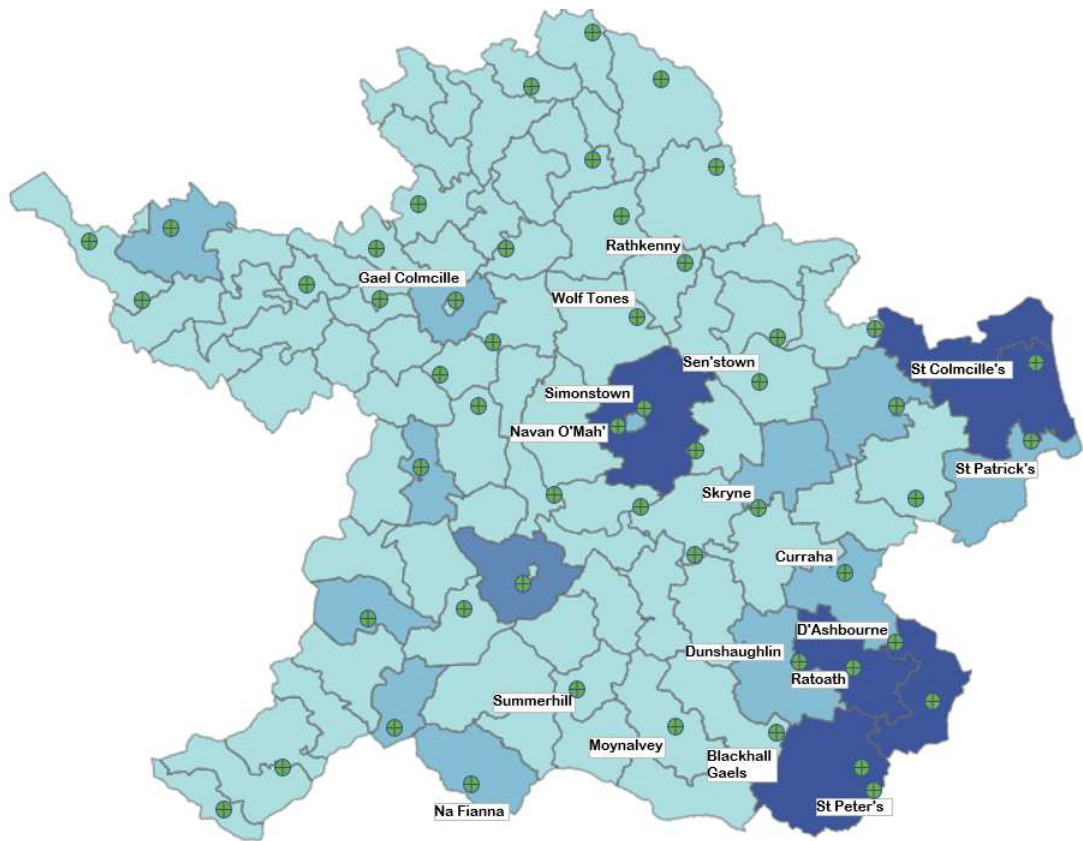 Rathkenny
Gael Colmcille
Wolf Tones
Sen'stown
St Colmcille's
Simonstown
Navan O'Mah'
St Patrick's
Skryne
Curraha
D'Ashbourne
Dunshaughlin
Ratoath
Summerhill
Moynalvey
Blackhall
Gaels
St Peter's
Na Fianna